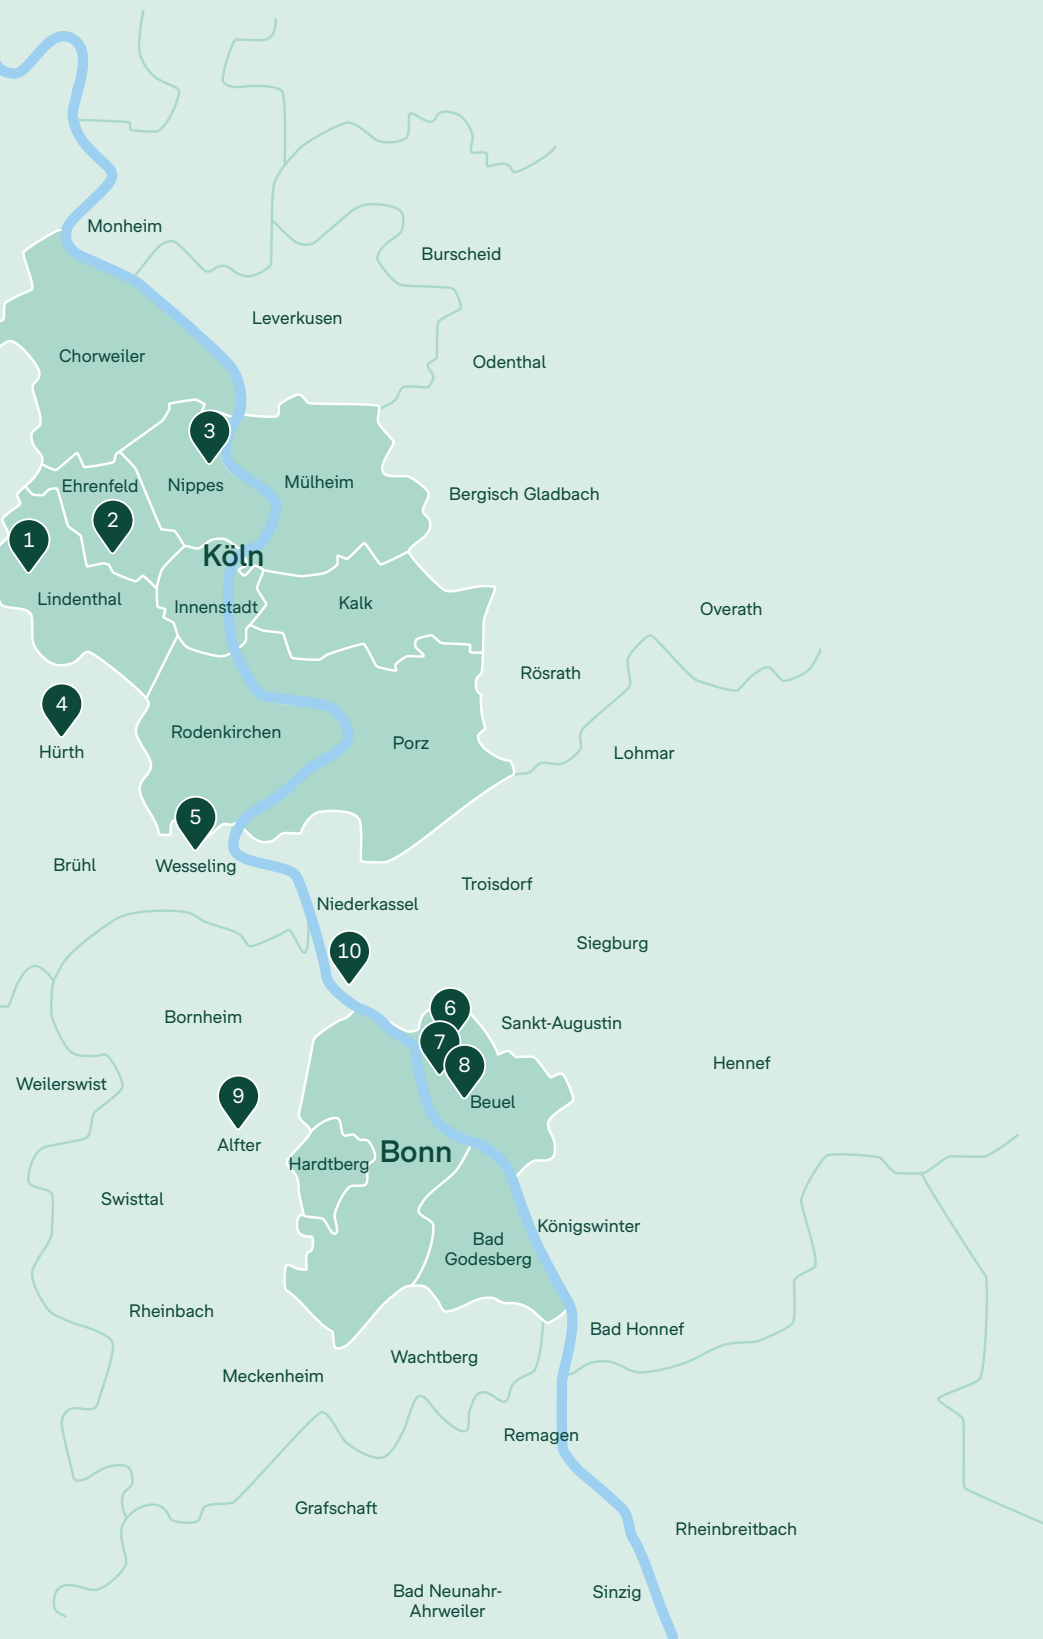 Monheim
Burscheid
Leverkusen
Chorweiler
Odenthal
3
Ehrenfeld
Nippes
Mülheim
Bergisch Gladbach
2
1
Köln
Lindenthal
Innenstadt
Kalk
Overath
Rösrath
4
Rodenkirchen
Porz
Hürth
Lohmar
5
Brühl
Wesseling
Troisdorf
Niederkassel
Siegburg
10
6
Bornheim
Sankt-Augustin
7
8
Hennef
Weilerswist
9
Beuel
Alfter
Bonn
Hardtberg
Swisttal
Königswinter
Bad
Godesberg
Rheinbach
Bad Honnef
Wachtberg
Meckenheim
Remagen
Grafschaft
Rheinbreitbach
Bad Neunahr-
Ahrweiler
Sinzig